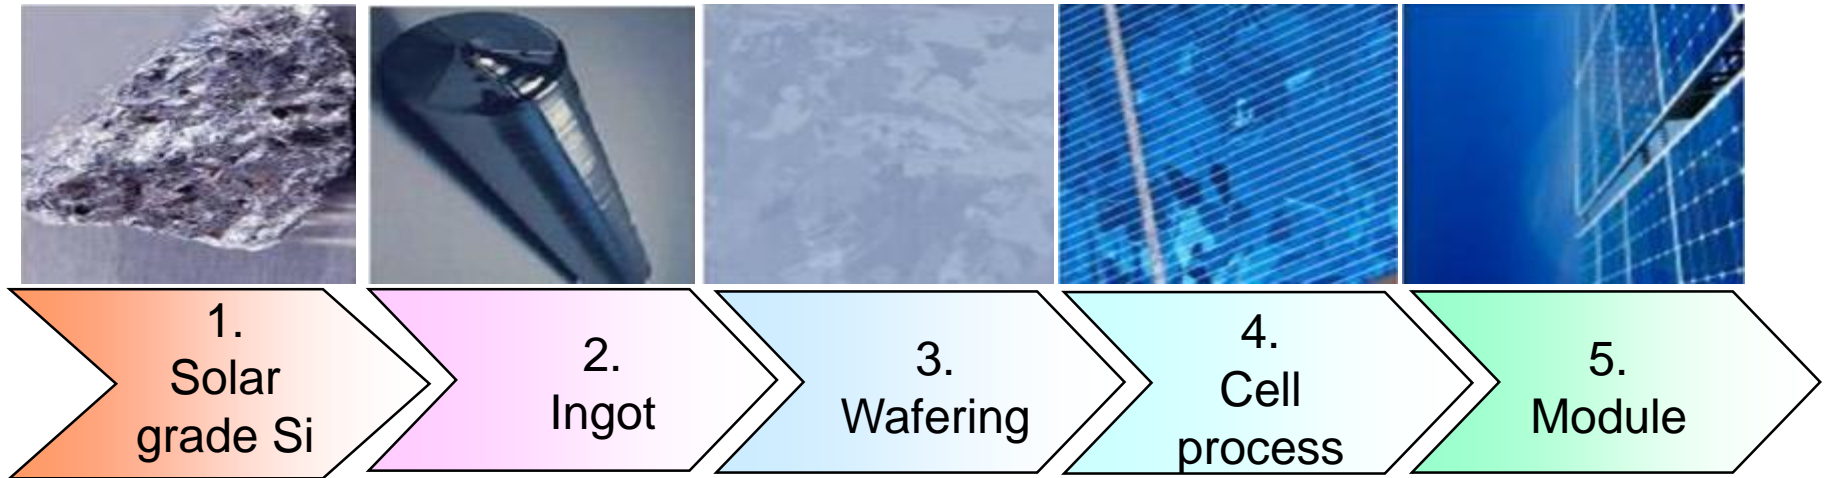 1.
Solar
grade Si
2.
Ingot
3.
Wafering
4.
Cell
process
5.
Module